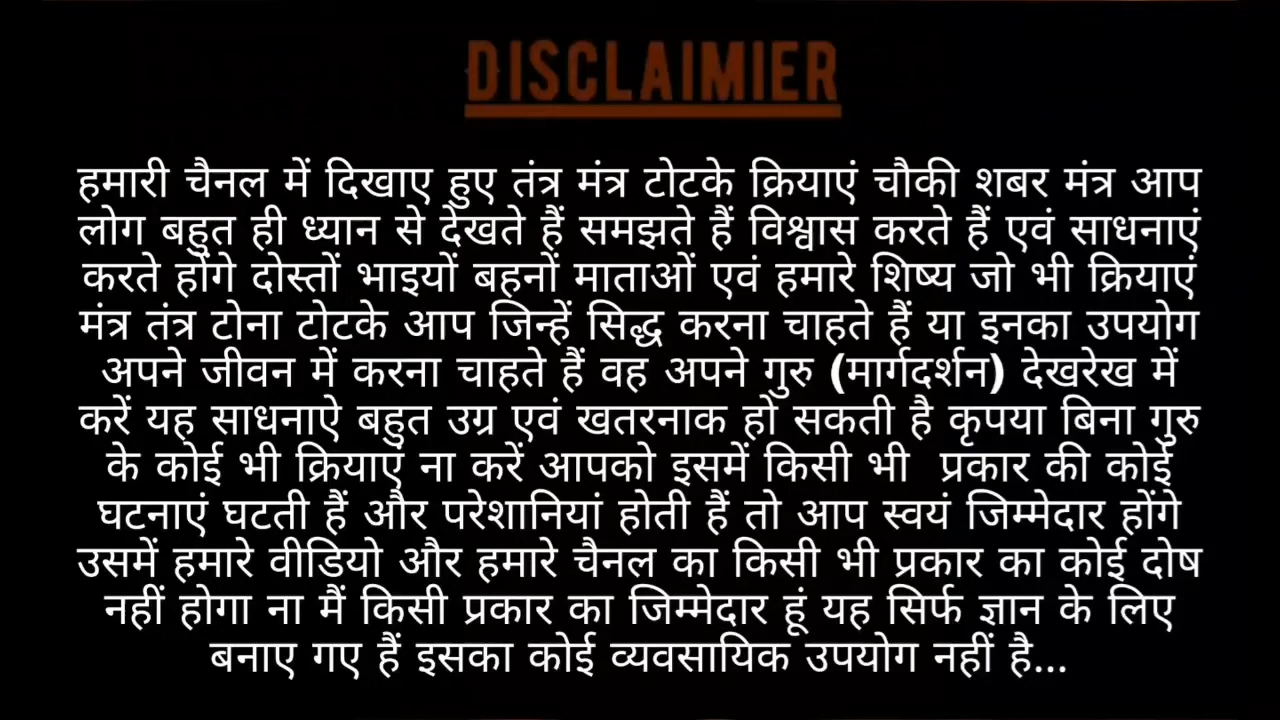 DISCLAIMIER
हमारी चैनल में दिखाए हुए तंत्र मंत्र टोटके क्रियाएं चौकी शबर मंत्र आप
लोग बहुत ही ध्यान से देखते हैं समझते हैं विश्वास करते हैं एवं साधनाएं
करते होंगे दोस्तों भाइयों बहनों माताओं एवं हमारे शिष्य जो भी क्रियाएं
मंत्र तंत्र टोना टोटके आप जिन्हें सिद्ध करना चाहते हैं या इनका उपयोग
अपने जीवन में करना चाहते हैं वह अपने गुरु (मार्गदर्शन) देखरेख में
करें यह साधनाऐ बहुत उग्र एवं खतरनाक हो सकती है कृपया बिना गुरु
के कोई भी क्रियाएं ना करें आपको इसमें किसी भी प्रकार की कोई
घटनाएं घटती हैं और परेशानियां होती हैं तो आप स्वयं जिम्मेदार होंगे
उसमें हमारे वीडियो और हमारे चैनल का किसी भी प्रकार का कोई दोष
नहीं होगा ना मैं किसी प्रकार का जिम्मेदार हूं यह सिर्फ ज्ञान के लिए
बनाए गए हैं इसका कोई व्यवसायिक उपयोग नहीं है...